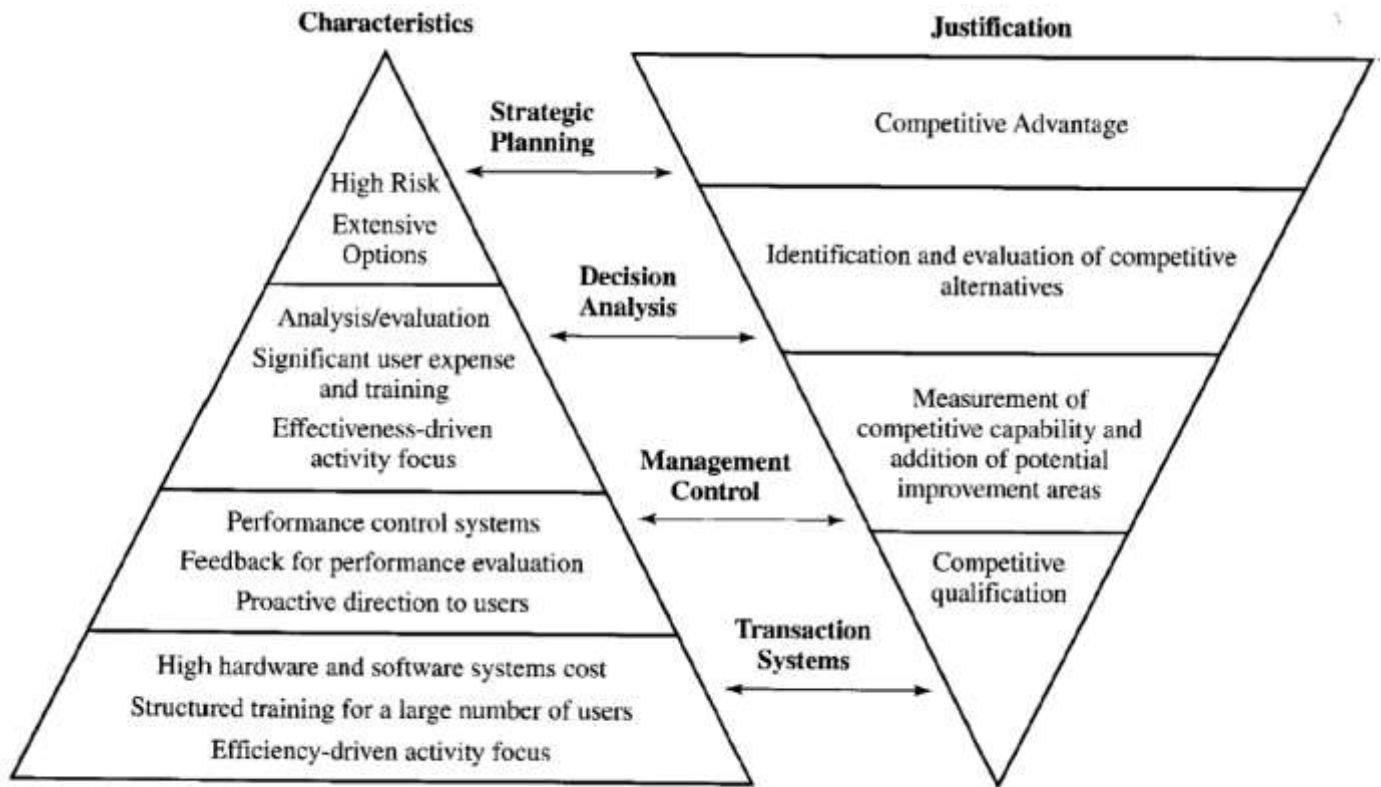 Characteristics
Justification
Strategic
Planning
Competitive Advantage
High Risk
Extensive
Options
Decision
Analysis
Identification and evaluation of competitive
alternatives
Analysis/evaluation
Significant user expense
and training
Effectiveness-driven
activity focus
Management
Control
Measurement of
competitive capability and
addition of potential
improvement areas
Performance control systems
Feedback for performance evaluation
Proactive direction to users
Competitive
qualification
Transaction
Systems
High hardware and software systems cost
Structured training for a large number of users
Efficiency-driven activity focus